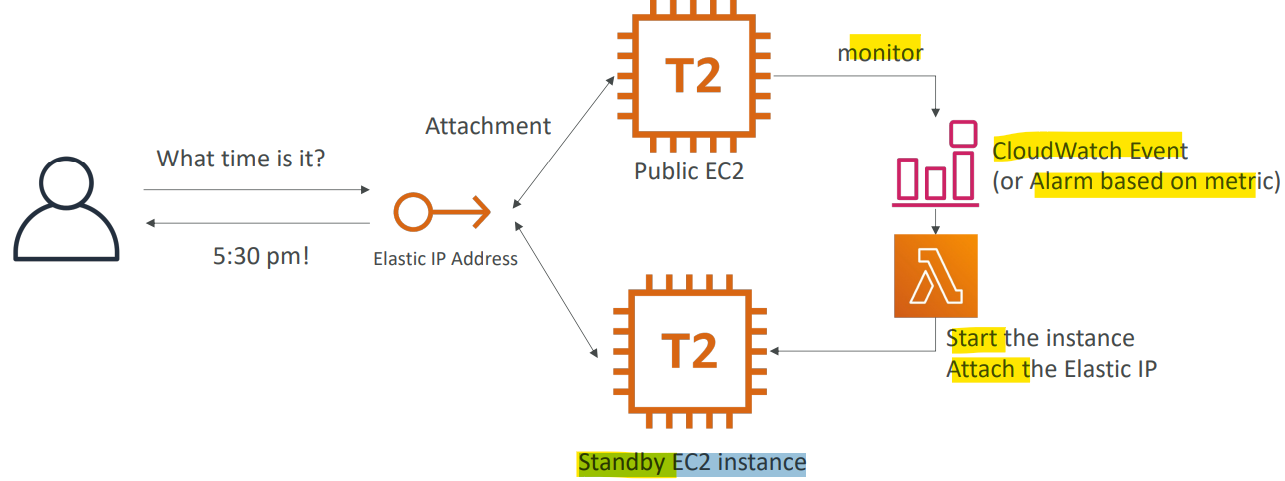 T2
monitor
Attachment
What time is it?
Public EC2
CloudWatch Event
(or Alarm based on metric)
5:30 pm!
Elastic IP Address
T2
Start the instance
Attach the Elastic IP
Standby EC2 instance